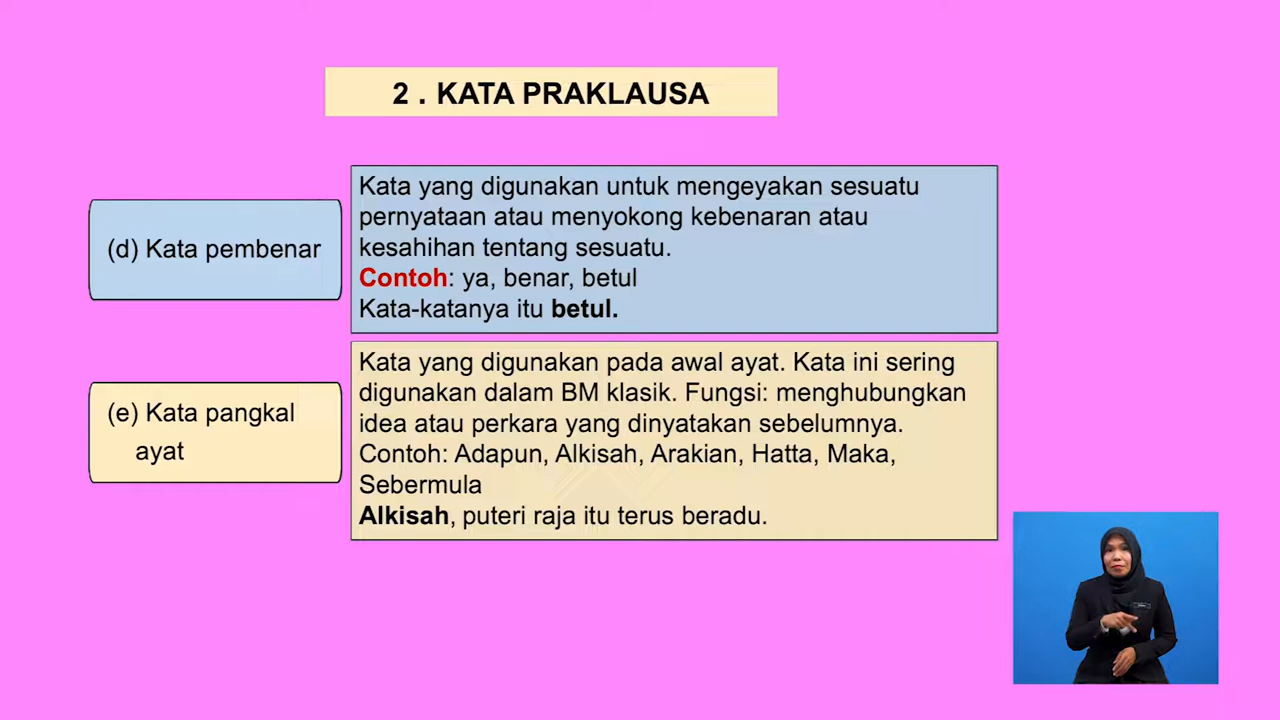 2 . KATA PRAKLAUSA
(d) Kata pembenar
Kata yang digunakan untuk mengeyakan sesuatu
pernyataan atau menyokong kebenaran atau
kesahihan tentang sesuatu.
Contoh: ya, benar, betul
Kata-katanya itu betul.
(e) Kata pangkal
ayat
Kata yang digunakan pada awal ayat. Kata ini sering
digunakan dalam BM klasik. Fungsi: menghubungkan
idea atau perkara yang dinyatakan sebelumnya.
Contoh: Adapun, Alkisah, Arakian, Hatta, Maka,
Sebermula
Alkisah, puteri raja itu terus beradu.